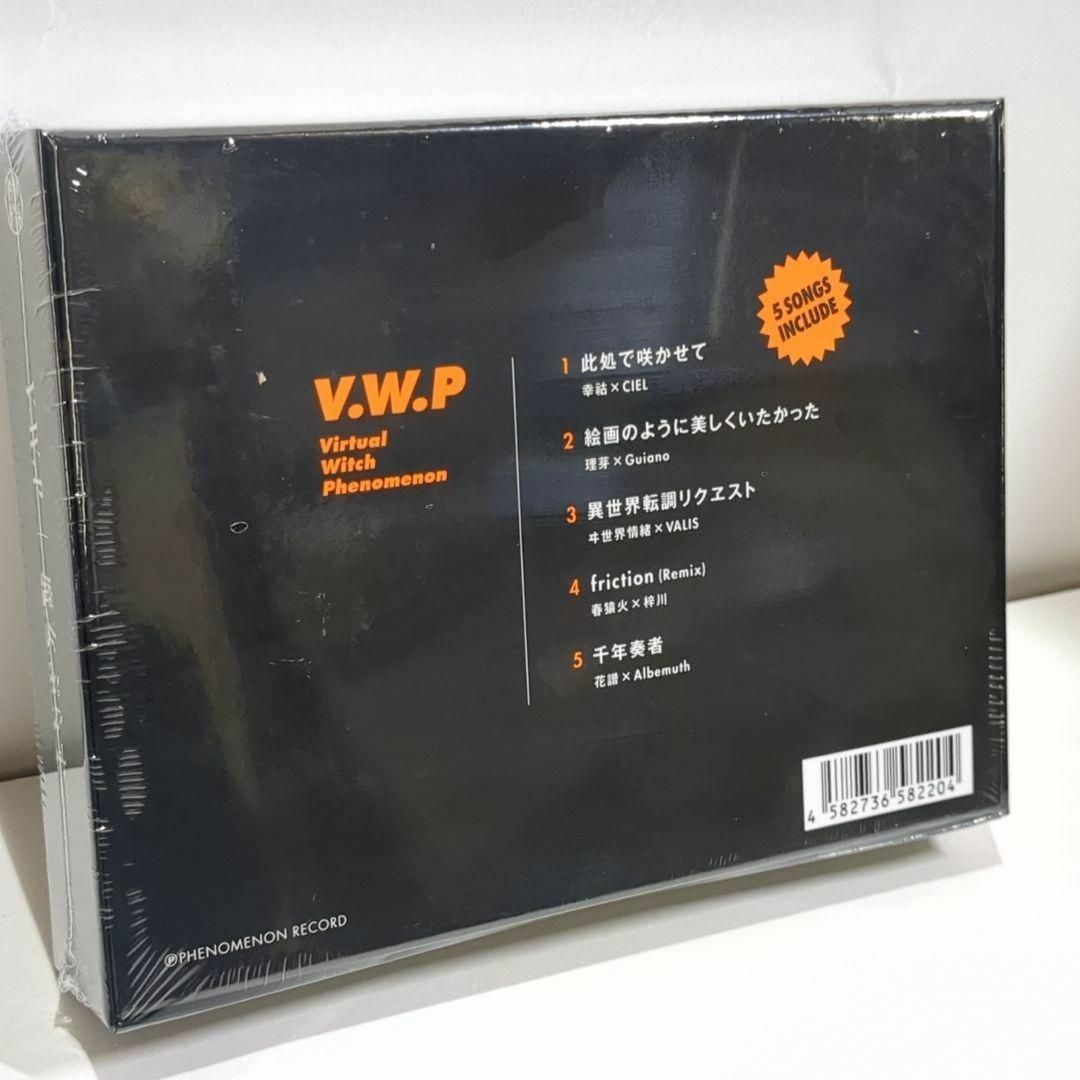 V.W.P
Virtual
Witch
Phenomenon
5 SONGS
INCLUDE
1 此処で咲かせて
幸祜×CIEL
2 絵画のように美しくいたかった
理芽×Guiano
3 異世界転調リクヱスト
ヰ世界情緒×VALIS
4 friction (Remix)
春猿火×梓川
5 千年奏者
花譜×Albemuth
4 582736 582204
ⓅPHENOMENON RECORD